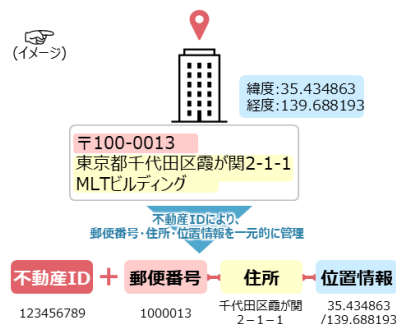 (イメージ)
緯度:35.434863
経度:139.688193
〒100-0013
東京都千代田区霞が関2-1-1
MLTビルディング
不動産IDにより、
郵便番号・住所・位置情報を一元的に管理
不動産ID + 郵便番号 住所 位置情報
123456789 1000013 千代田区霞が関 35.434863
2-1-1 /139.688193